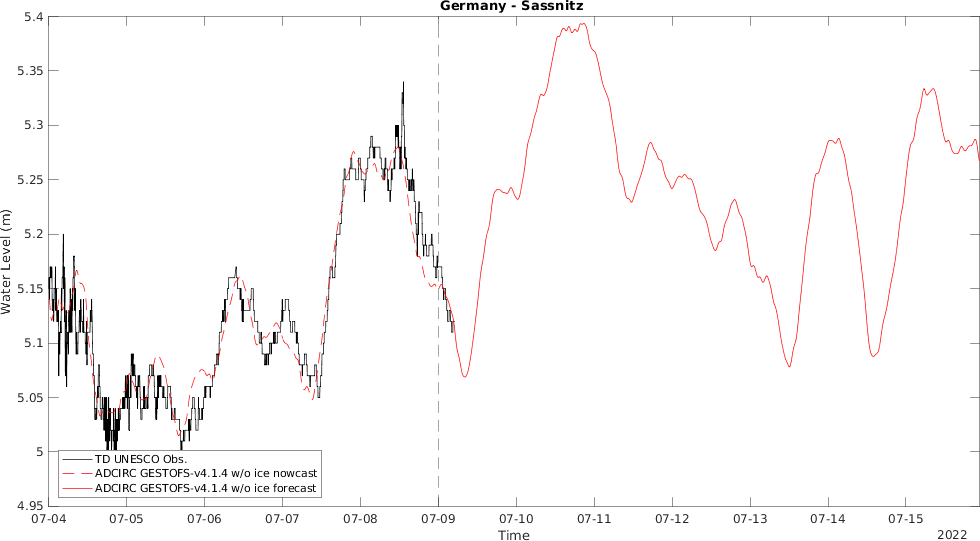 Germany - Sassnitz
5.4
5.35
5.3
5.25
5.2
5.15
5.1
5.05
5
4.95
Water Level (m)
TD UNESCO Obs.
ADCIRC GESTOFS-v4.1.4 w/o ice nowcast
ADCIRC GESTOFS-v4.1.4 w/o ice forecast
07-04 07-05 07-06 07-07 07-08 07-09 07-10 07-11 07-12 07-13 07-14 07-15
Time
2022